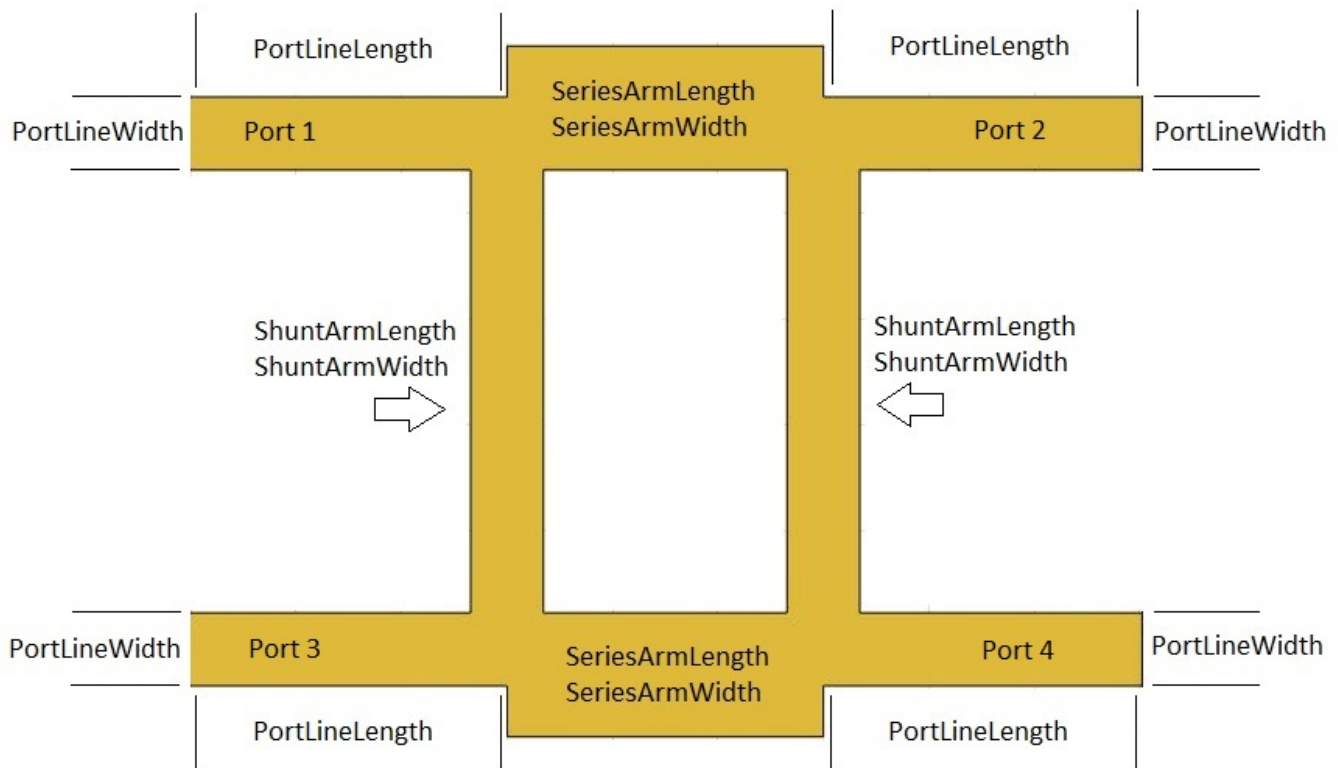 PortLineLength
PortLineLength
SeriesArmLength
SeriesArmWidth
PortLineWidth
Port 1
Port 2
PortLineWidth
ShuntArmLength
ShuntArmWidth
ShuntArmLength
ShuntArmWidth
PortLineWidth
Port 3
SeriesArmLength
SeriesArmWidth
Port 4
PortLineWidth
PortLineLength
PortLineLength